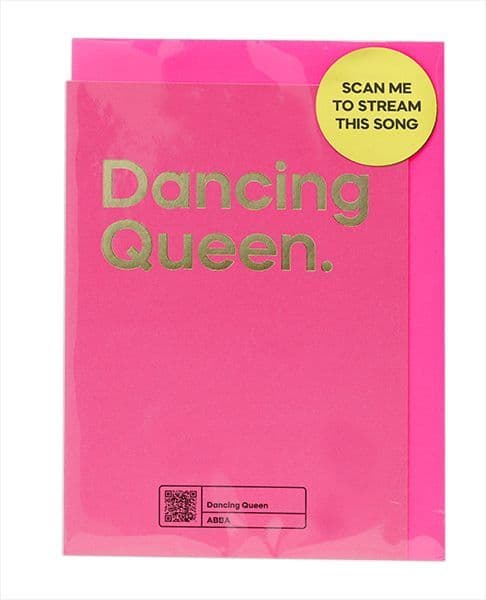 SCAN ME
TO STREAM
THIS SONG
Dancing
Queen.
Dancing Queen
ABBA